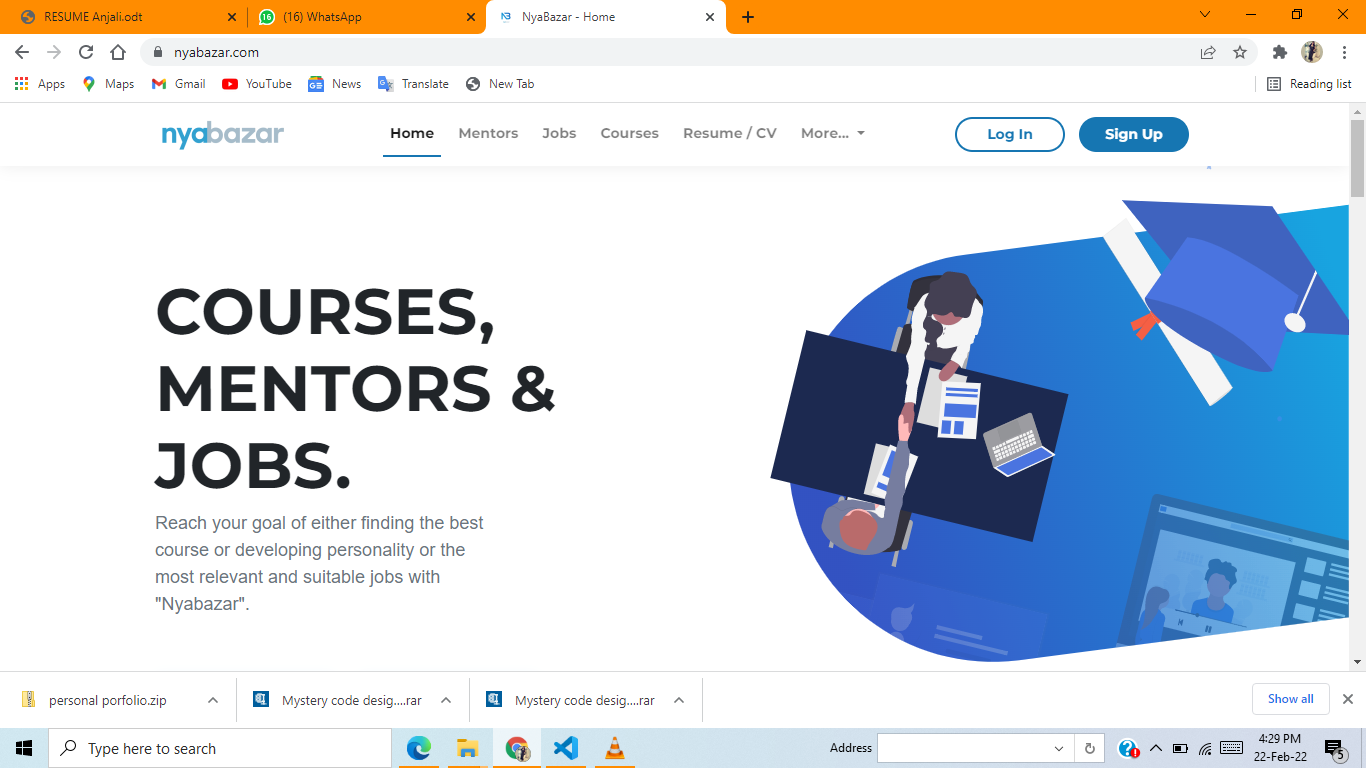 RESUME Anjali.odt
16
(16) WhatsApp
NyaBazar - Home
nyabazar.com
Apps
Maps
Gmail
YouTube
News
Translate
New Tab
Reading list
nyabazar
Home
Mentors
Jobs
Courses
Resume / CV
More...
Log In
Sign Up
COURSES,
MENTORS &
JOBS.
Reach your goal of either finding the best
course or developing personality or the
most relevant and suitable jobs with
"Nyabazar".
personal porfolio.zip
Mystery code desig....rar
Mystery code desig....rar
Show all
Type here to search
Address
4:29 PM
22-Feb-22
5